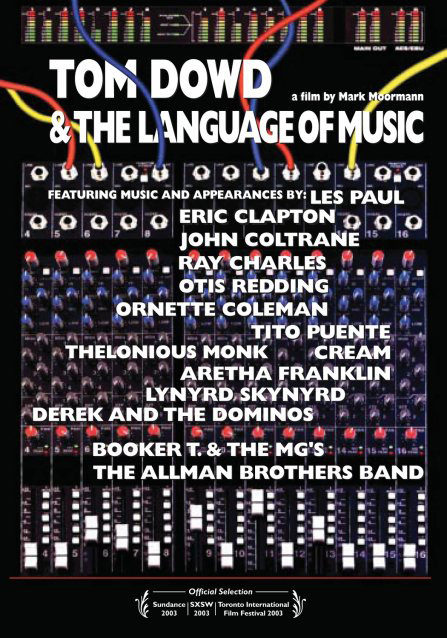 MAIN OUT AES/EBU
TOM DOWD
a film by Mark Moormann
& THE LANGUAGE OF MUSIC
FEATURING MUSIC AND APPEARANCES BY: LES PAUL
ERIC CLAPTON
JOHN COLTRANE
RAY CHARLES
OTIS REDDING
ORNETTE COLEMAN
TITO PUENTE
THELONIOUS MONK CREAM
ARETHA FRANKLIN
LYNYRD SKYNYRD
DEREK AND THE DOMINOS
BOOKER T. & THE MG'S
THE ALLMAN BROTHERS BAND
Official Selection
Sundance 2003
SXSW 2003
Toronto International Film Festival 2003